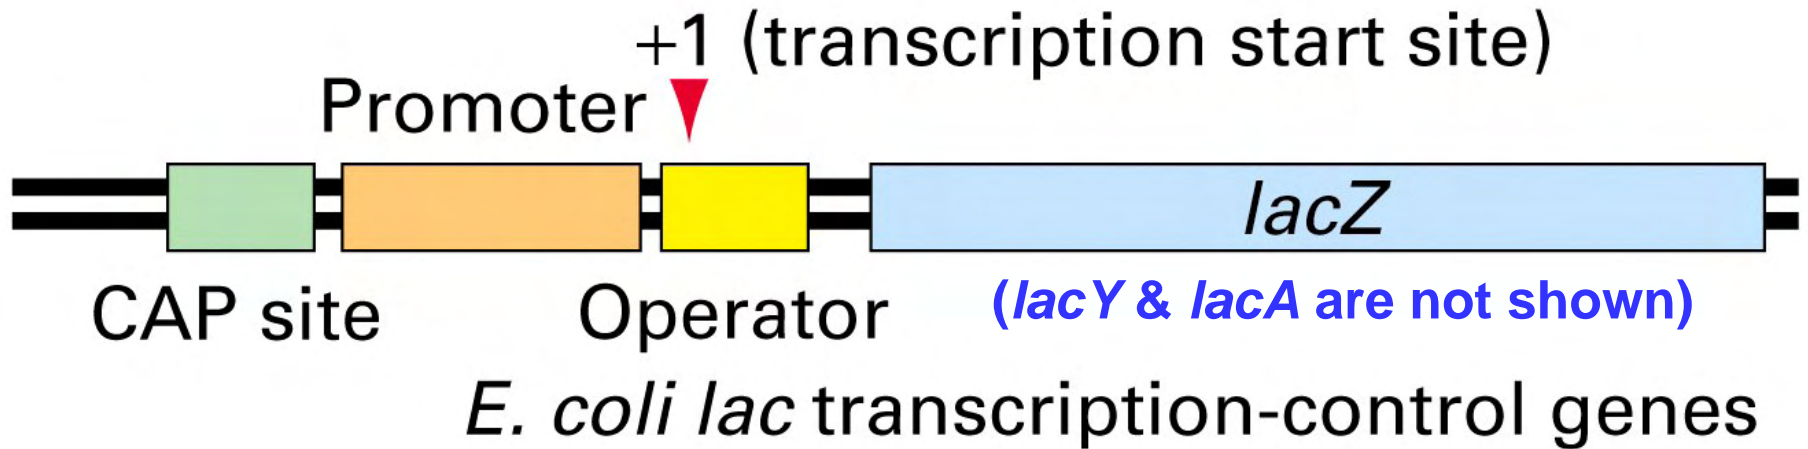 +1 (transcription start site)
Promoter
lacZ
CAP site
Operator
(lacY & lacA are not shown)
E. coli lac transcription-control genes